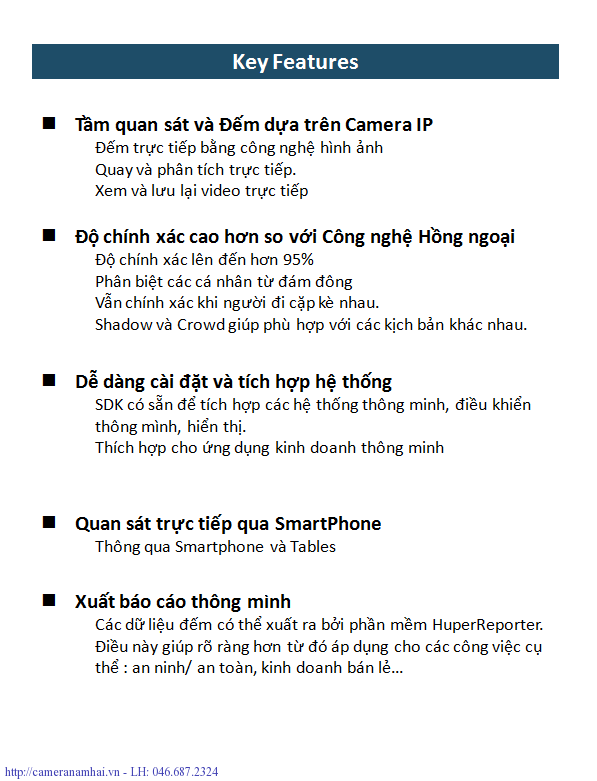 Key Features
■ Tầm quan sát và Đếm dựa trên Camera IP
Đếm trực tiếp bằng công nghệ hình ảnh
Quay và phân tích trực tiếp.
Xem và lưu lại video trực tiếp
■ Độ chính xác cao hơn so với Công nghệ Hồng ngoại
Độ chính xác lên đến hơn 95%
Phân biệt các cá nhân từ đám đông
Vẫn chính xác khi người đi cặp kè nhau.
Shadow và Crowd giúp phù hợp với các kịch bản khác nhau.
■ Dễ dàng cài đặt và tích hợp hệ thống
SDK có sẵn để tích hợp các hệ thống thông minh, điều khiển
thông mình, hiển thị.
Thích hợp cho ứng dụng kinh doanh thông minh
■ Quan sát trực tiếp qua SmartPhone
Thông qua Smartphone và Tables
■ Xuất báo cáo thông minh
Các dữ liệu đếm có thể xuất ra bởi phần mềm HuperReporter.
Điều này giúp rõ ràng hơn từ đó áp dụng cho các công việc cụ
thể : an ninh/ an toàn, kinh doanh bán lẻ...
http://cameranamhai.vn - LH: 046.687.2324